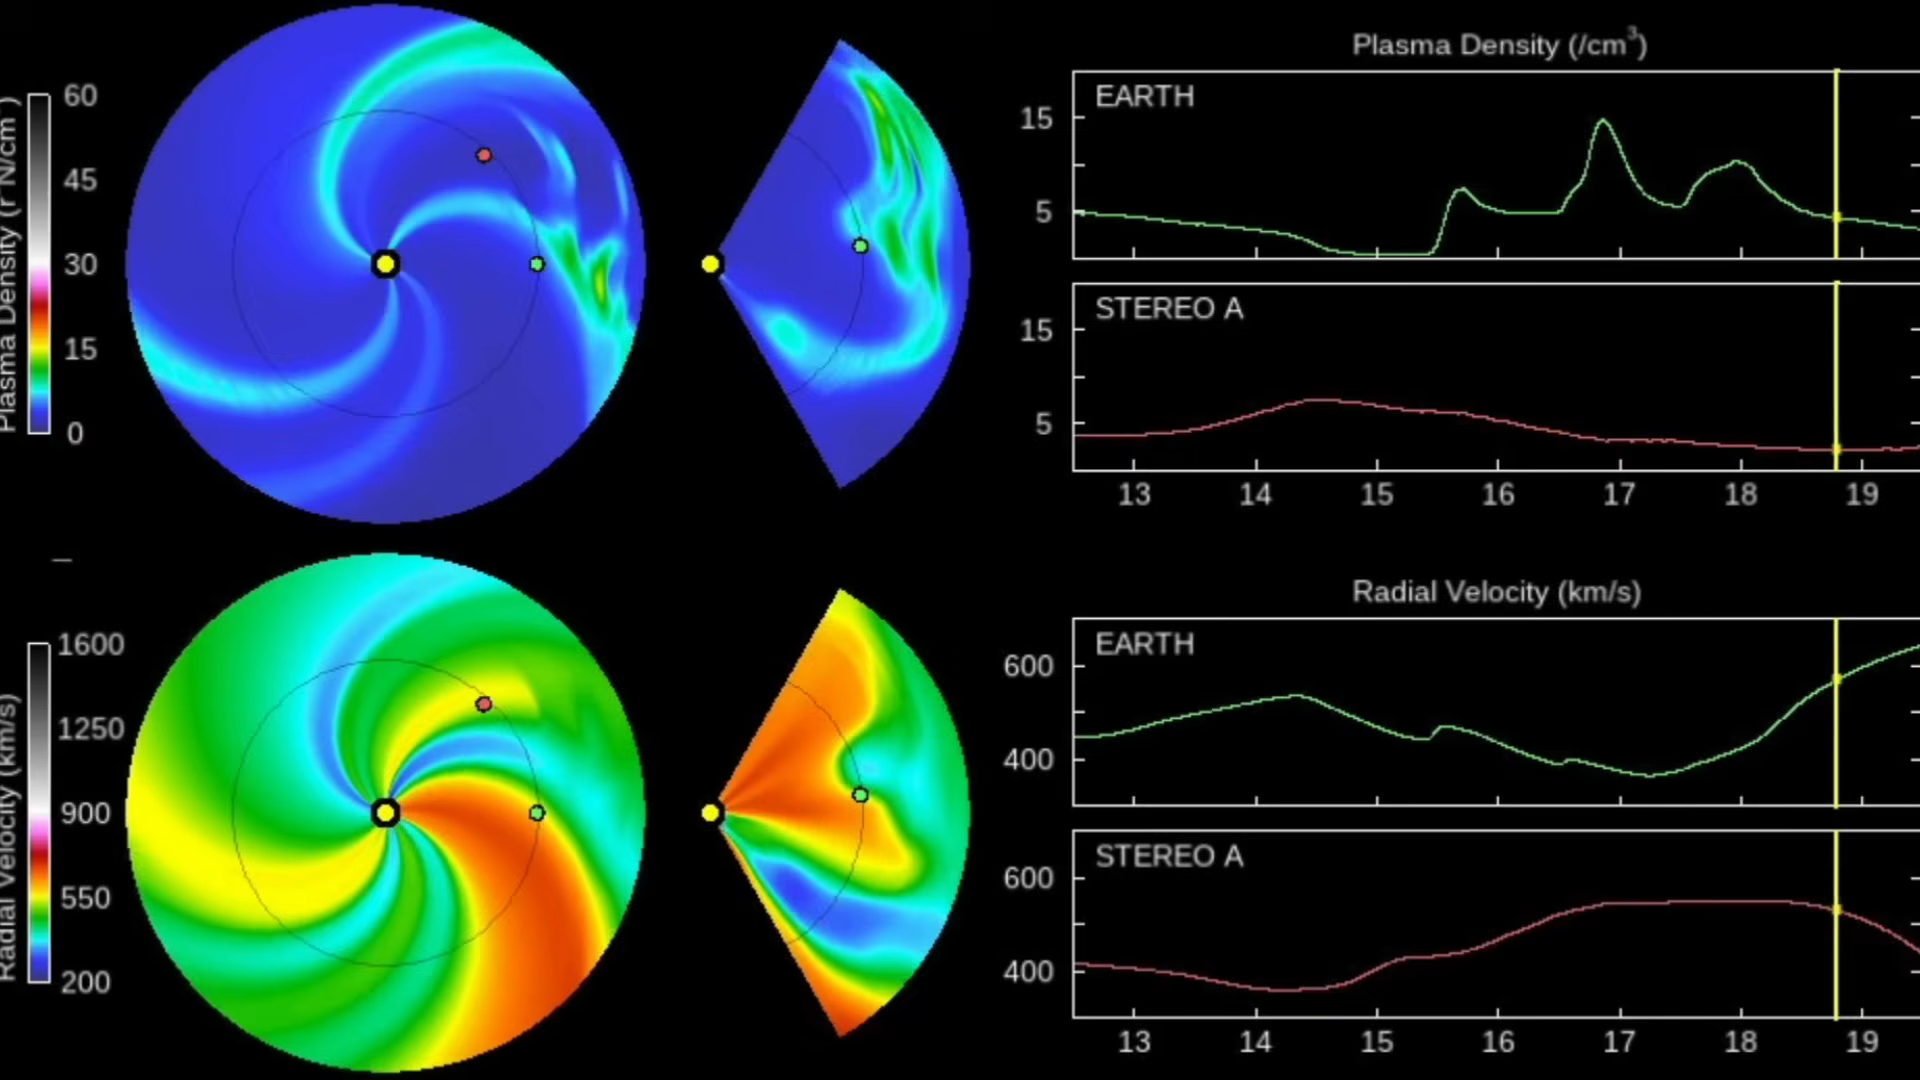 Plasma Density (r² N/cm³)
60
45
30
15
0
Plasma Density (/cm³)
EARTH
15
5
STEREO A
15
5
13 14 15 16 17 18 19
Radial Velocity (km/s)
1600
1250
900
550
200
Radial Velocity (km/s)
EARTH
600
400
STEREO A
600
400
13 14 15 16 17 18 19